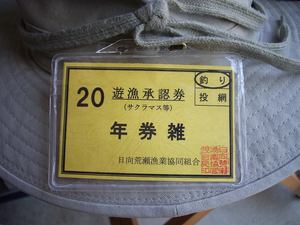 20 遊漁承認券
(サクラマス等)
釣り
投網
年券雑
日向荒瀬漁業協同組合